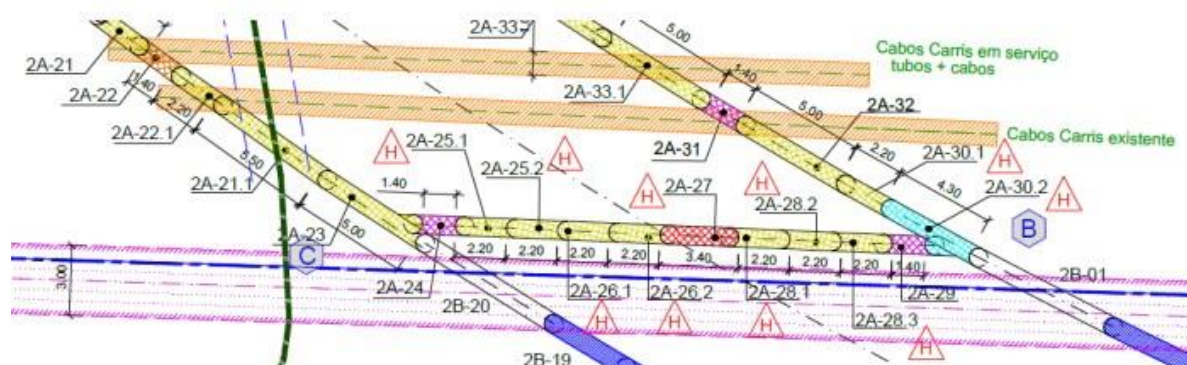 2A-33
5.00
Cabos Carris em serviço
tubos + cabos
2A-21
1.40
2A-33.1
5.00
2A-32
2A-22
1.40
2A-22.1
2.20
2A-31
Cabos Carris existente
2.20
2A-30.1
H
H
H
2A-25.1
5.50
2A-25.2
4.30
2A-30.2
2A-21.1
1.40
H
2A-27
H
H
2A-28.2
B
2A-23
5.00
C
3.00
2.20
2.20
2.20
2.20
3.40
2.20
2.20
2.20
1.40
2A-24
2A-26.1
2A-26.2
2A-28.1
2A-29
2B-01
2B-20
2A-28.3
H
H
H
H
2B-19